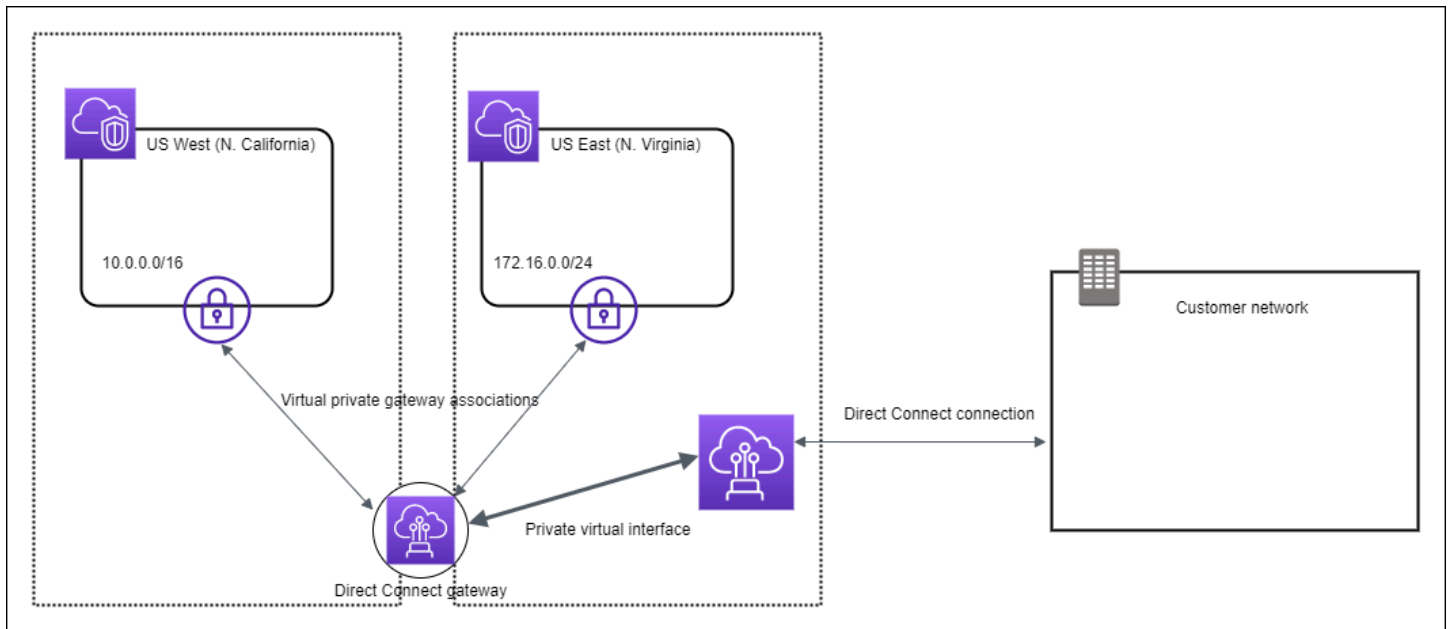 US West (N. California)
US East (N. Virginia)
10.0.0.0/16
172.16.0.0/24
Customer network
Virtual private gateway associations
Direct Connect connection
Private virtual interface
Direct Connect gateway